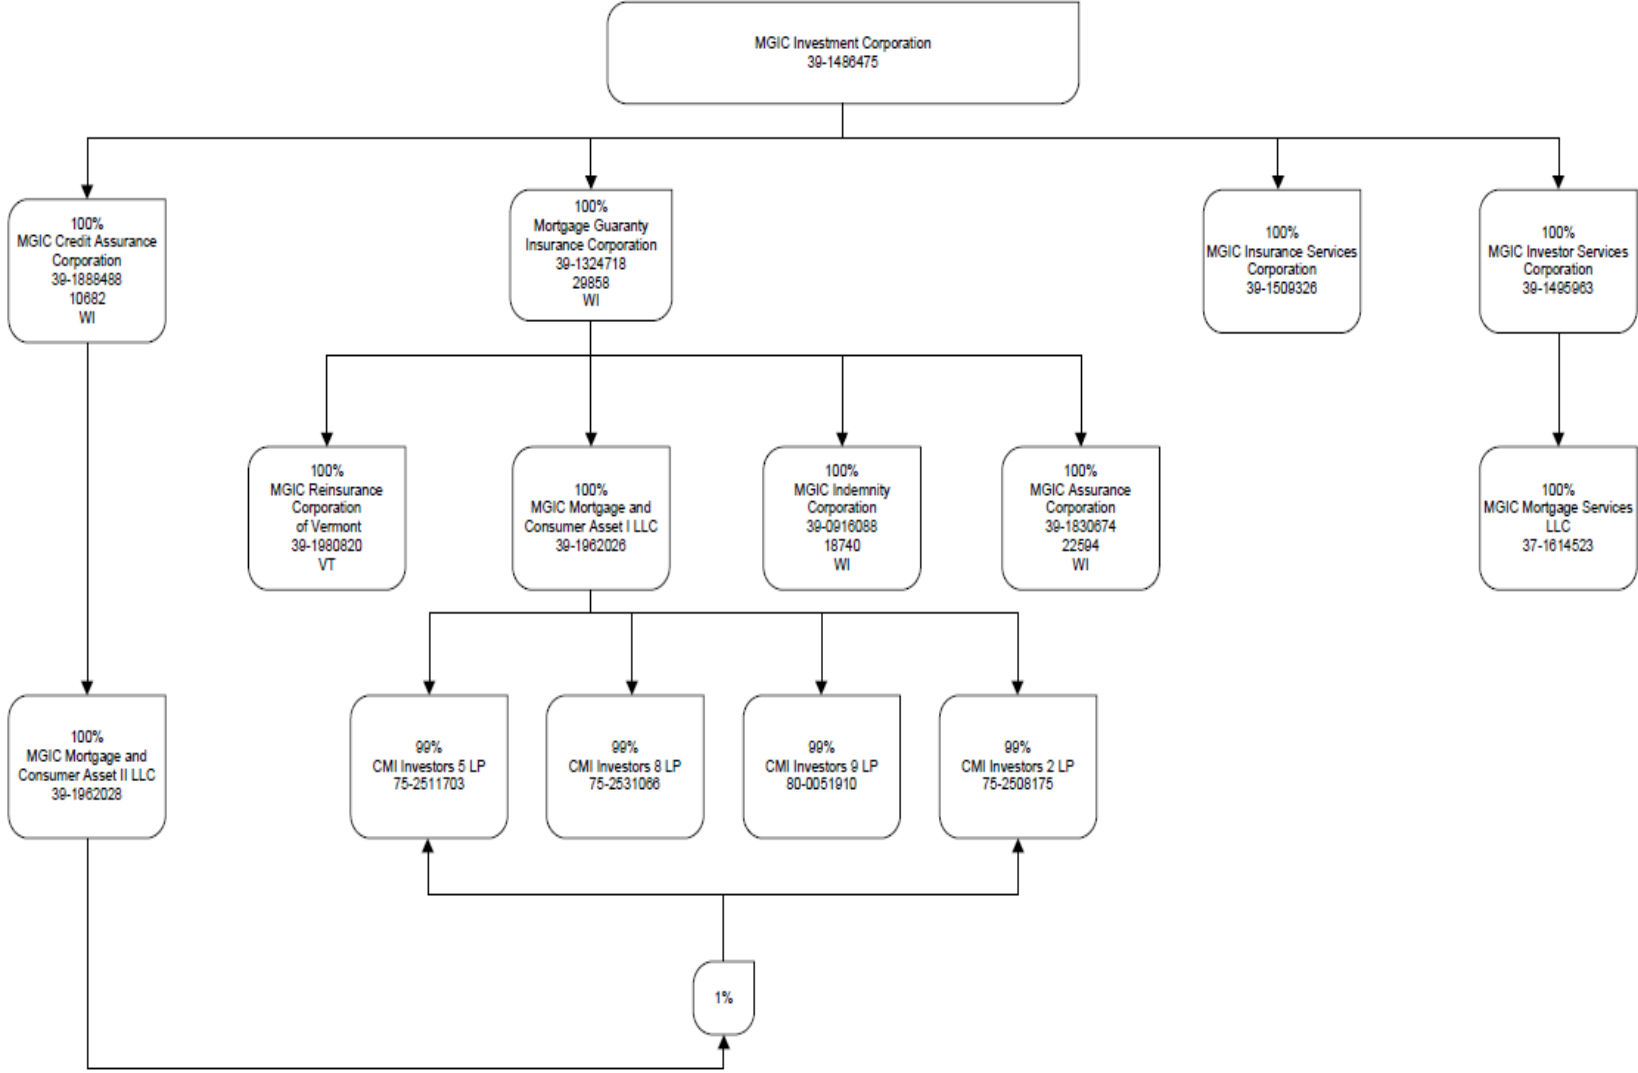 MGIC Investment Corporation
39-1486475
100%
MGIC Credit Assurance
Corporation
39-1888488
10682
WI
100%
Mortgage Guaranty
Insurance Corporation
39-1324718
29858
WI
100%
MGIC Insurance Services
Corporation
39-1509326
100%
MGIC Investor Services
Corporation
39-1495963
100%
MGIC Reinsurance
Corporation
of Vermont
39-1980820
VT
100%
MGIC Mortgage and
Consumer Asset I LLC
39-1962026
100%
MGIC Indemnity
Corporation
39-0916088
18740
WI
100%
MGIC Assurance
Corporation
39-1830674
22594
WI
100%
MGIC Mortgage Services
LLC
37-1614523
100%
MGIC Mortgage and
Consumer Asset II LLC
39-1962028
99%
CMI Investors 5 LP
75-2511703
99%
CMI Investors 8 LP
75-2531066
99%
CMI Investors 9 LP
80-0051910
99%
CMI Investors 2 LP
75-2508175
1%